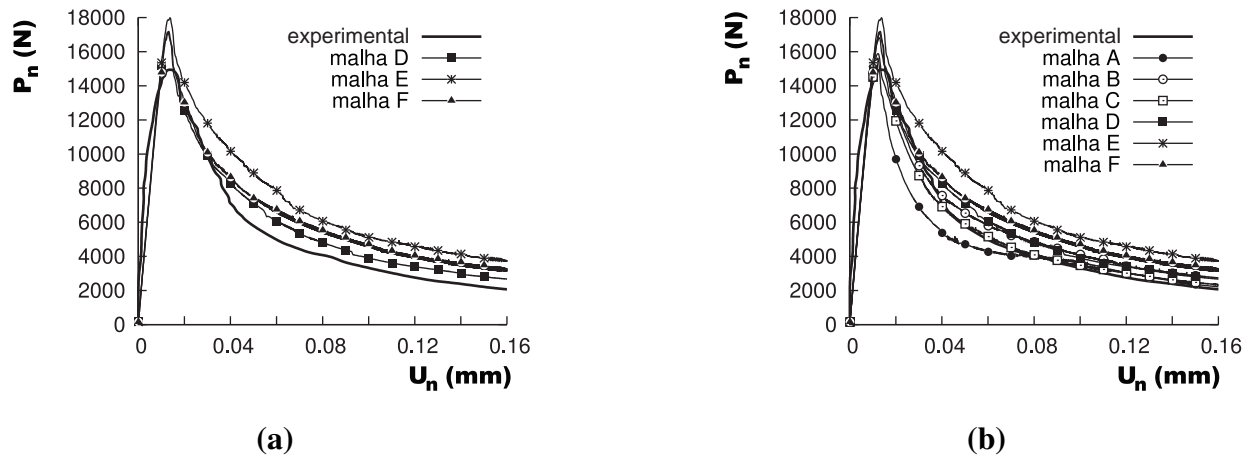 P_n (N)
18000
16000
14000
12000
10000
8000
6000
4000
2000
0
experimental
malha D
malha E
malha F
0 0.04 0.08 0.12 0.16
U_n (mm)
(a)
P_n (N)
18000
16000
14000
12000
10000
8000
6000
4000
2000
0
experimental
malha A
malha B
malha C
malha D
malha E
malha F
0 0.04 0.08 0.12 0.16
U_n (mm)
(b)